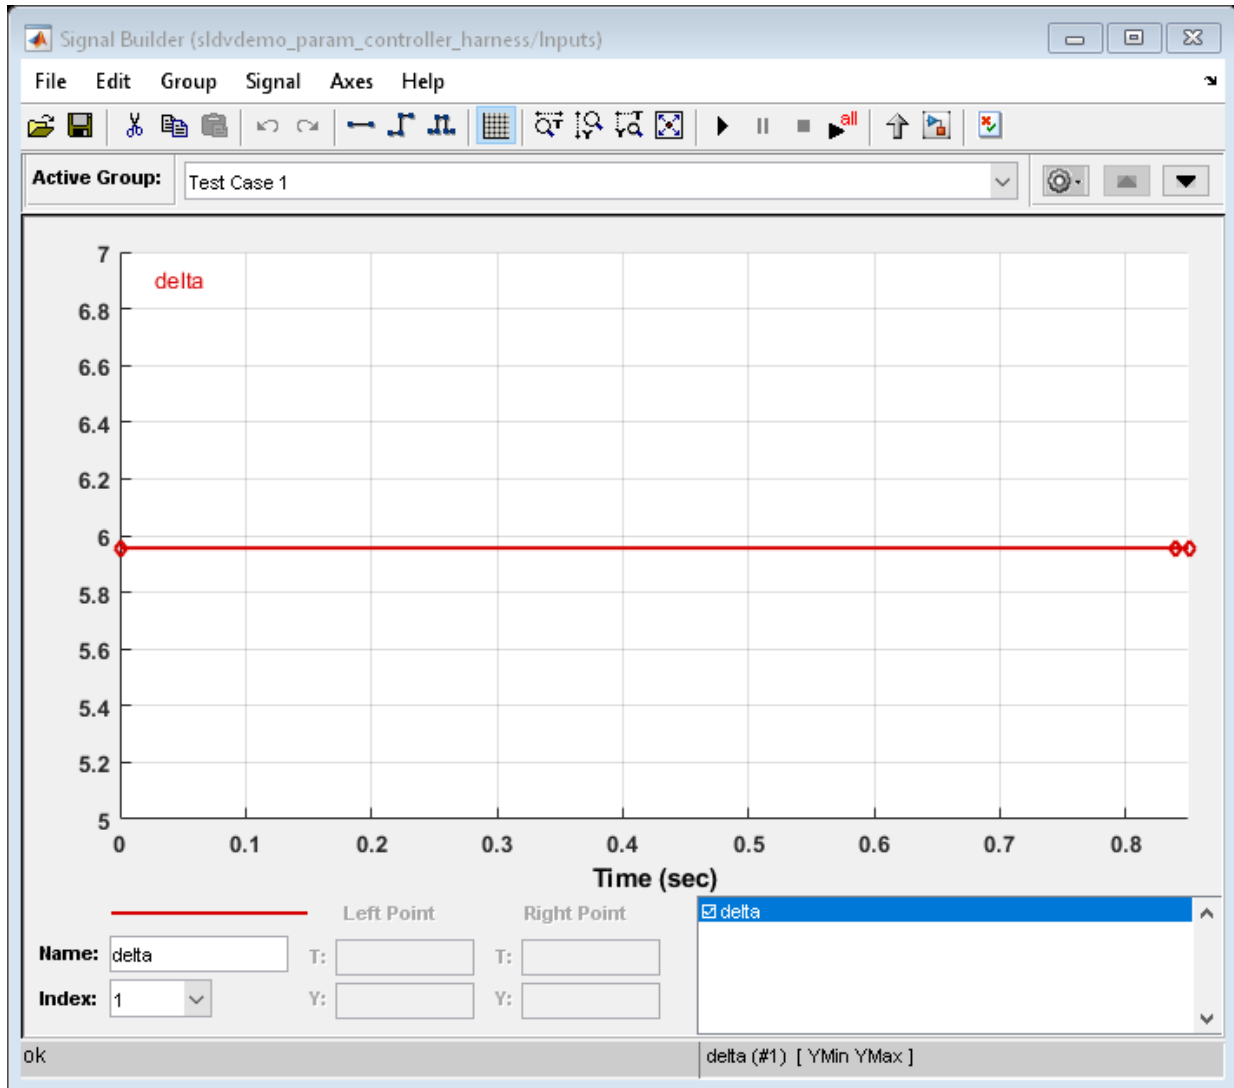 Signal Builder (sldvdemo_param_controller_harness/Inputs)
File Edit Group Signal Axes Help
all
Active Group: Test Case 1
7
delta
6.8
6.6
6.4
6.2
6
5.8
5.6
5.4
5.2
5
0 0.1 0.2 0.3 0.4 0.5 0.6 0.7 0.8
Time (sec)
Left Point Right Point delta
Name: delta T: T:
Index: 1 Y: Y:
ok delta (#1) [ YMin YMax ]